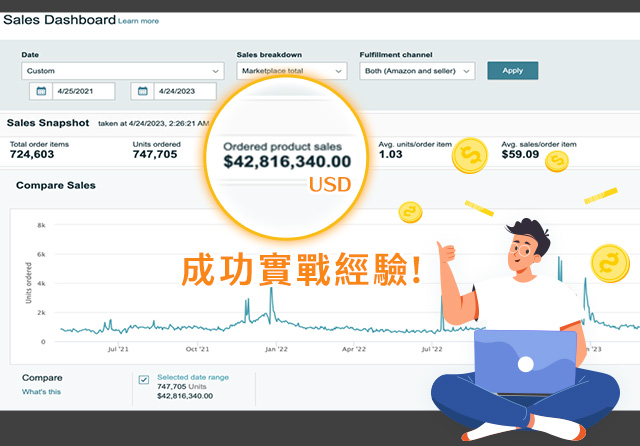 Sales Dashboard Learn more
Date
Sales breakdown
Fulfillment channel
Custom
Marketplace total
Both (Amazon and seller)
Apply
4/25/2021
4/24/2023
Sales Snapshot taken at 4/24/2023, 2:26:21 AM
Total order items
Units ordered
Ordered product sales
Avg. units/order item
Avg. sales/order item
724,603
747,705
$42,816,340.00
1.03
$59.09
USD
Compare Sales
成功實戰經驗!
8k
6k
4k
2k
0
Units ordered
Jul '21
Oct '21
Jan '22
Apr '22
Jul '22
Compare
What's this
Selected date range
747,705 Units
$42,816,340.00